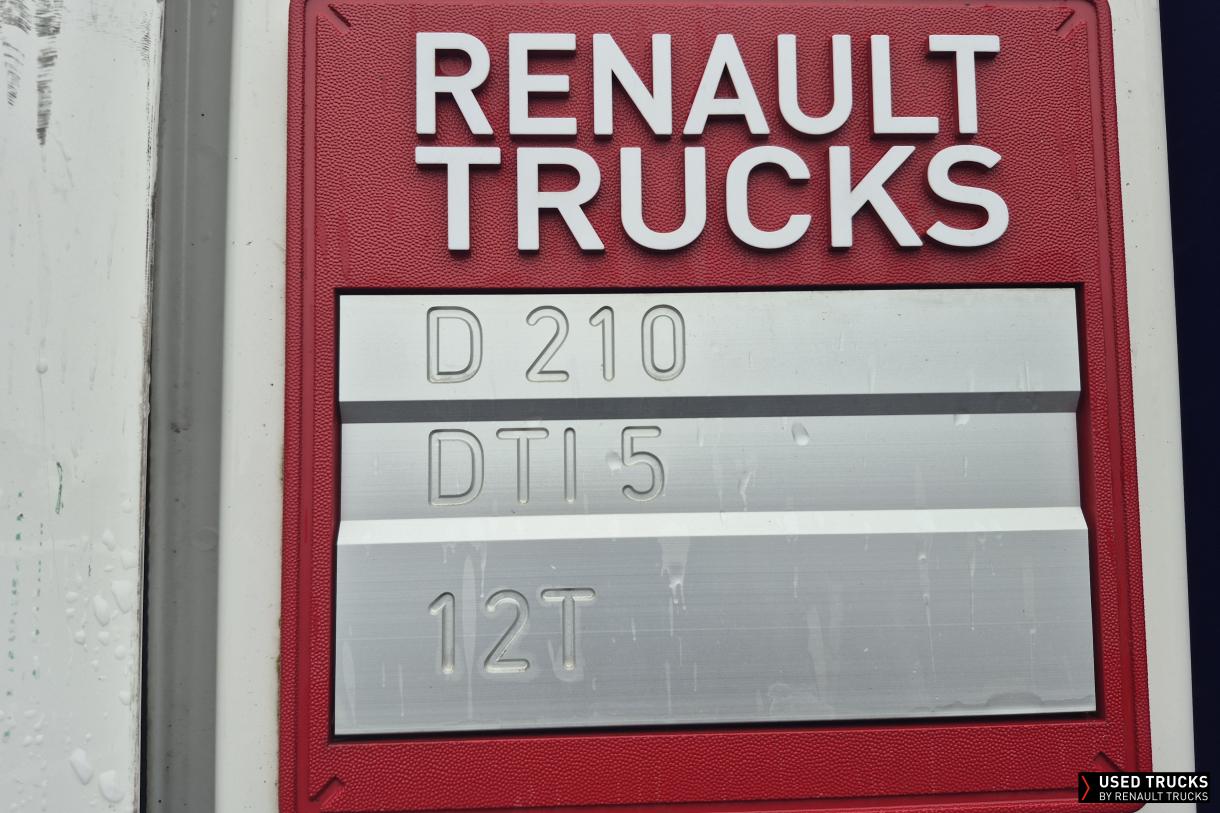 RENAULT
TRUCKS
D 210
DTI 5
12T
USED TRUCKS
BY RENAULT TRUCKS